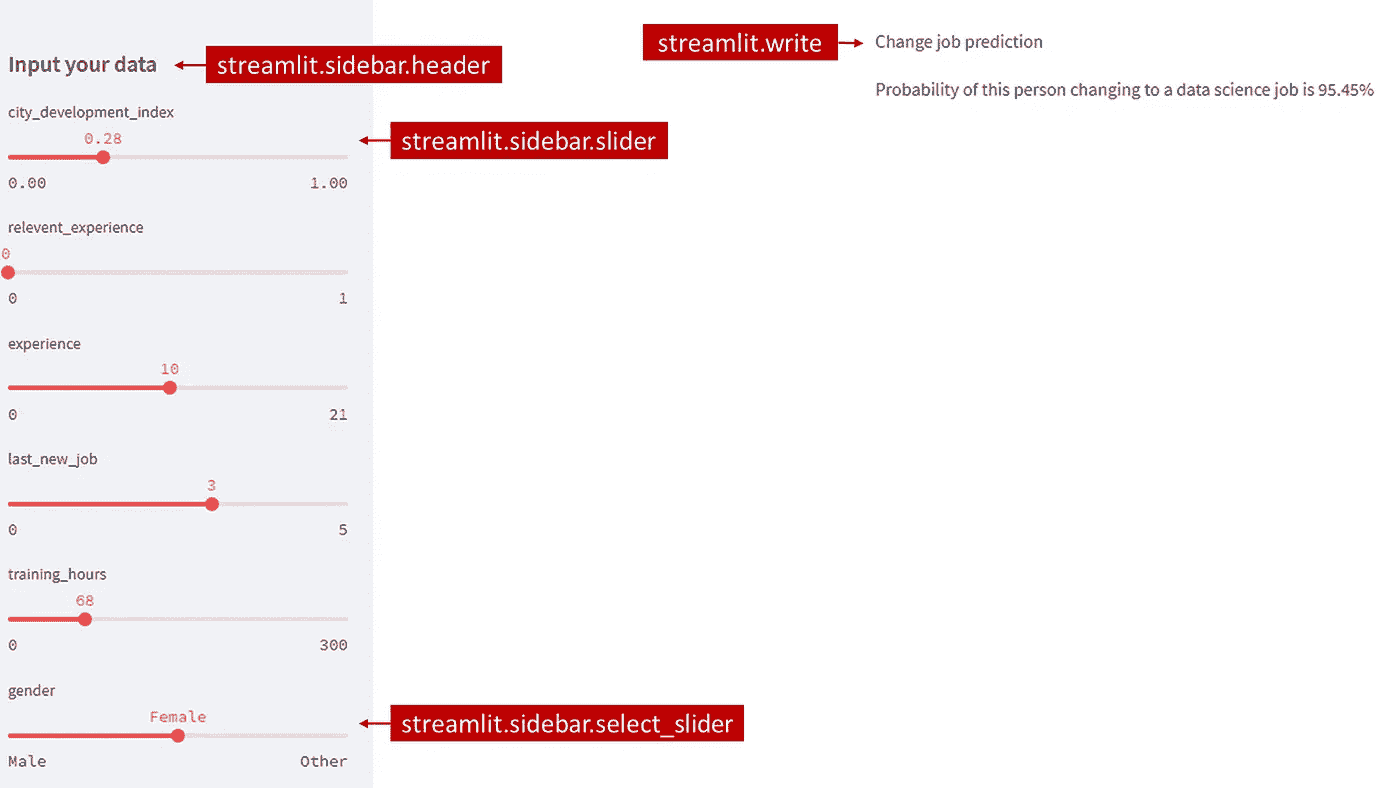 Input your data
streamlit.sidebar.header
city_development_index
0.28
0.00 1.00
streamlit.sidebar.slider
relevent_experience
0
0 1
experience
10
0 21
last_new_job
3
0 5
training_hours
68
0 300
gender
Female
Male Other
streamlit.sidebar.select_slider
streamlit.write
Change job prediction
Probability of this person changing to a data science job is 95.45%